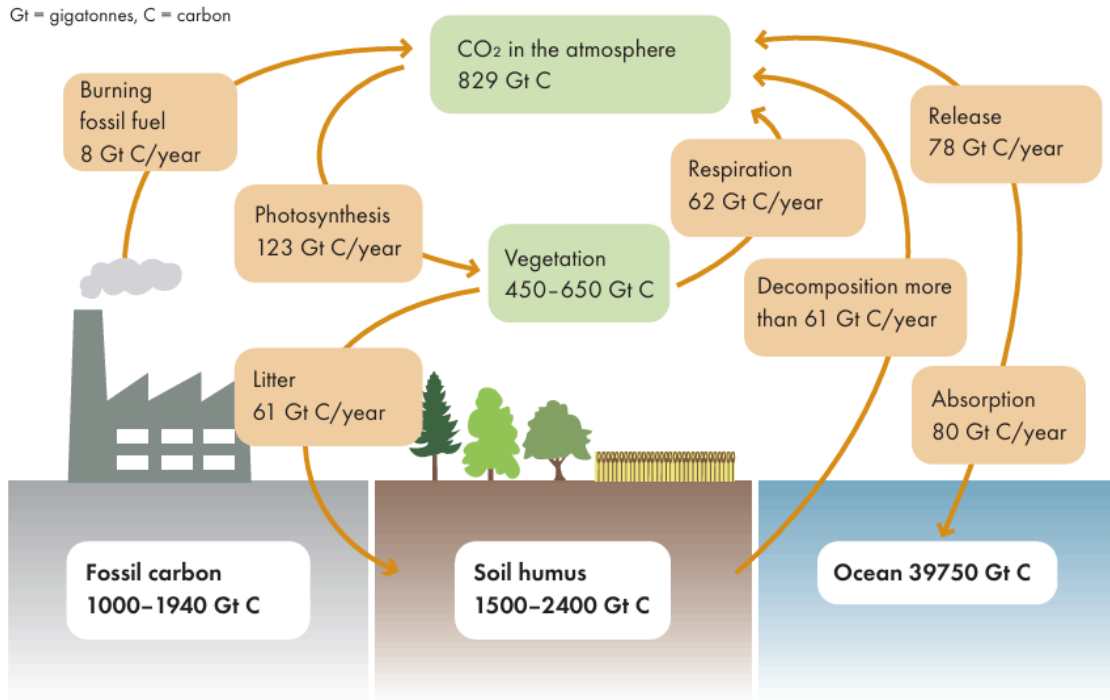 Gt = gigatonnes, C = carbon
CO₂ in the atmosphere
829 Gt C
Burning
fossil fuel
8 Gt C/year
Release
78 Gt C/year
Respiration
62 Gt C/year
Photosynthesis
123 Gt C/year
Vegetation
450–650 Gt C
Decomposition more
than 61 Gt C/year
Litter
61 Gt C/year
Absorption
80 Gt C/year
Fossil carbon
1000–1940 Gt C
Soil humus
1500–2400 Gt C
Ocean 39750 Gt C